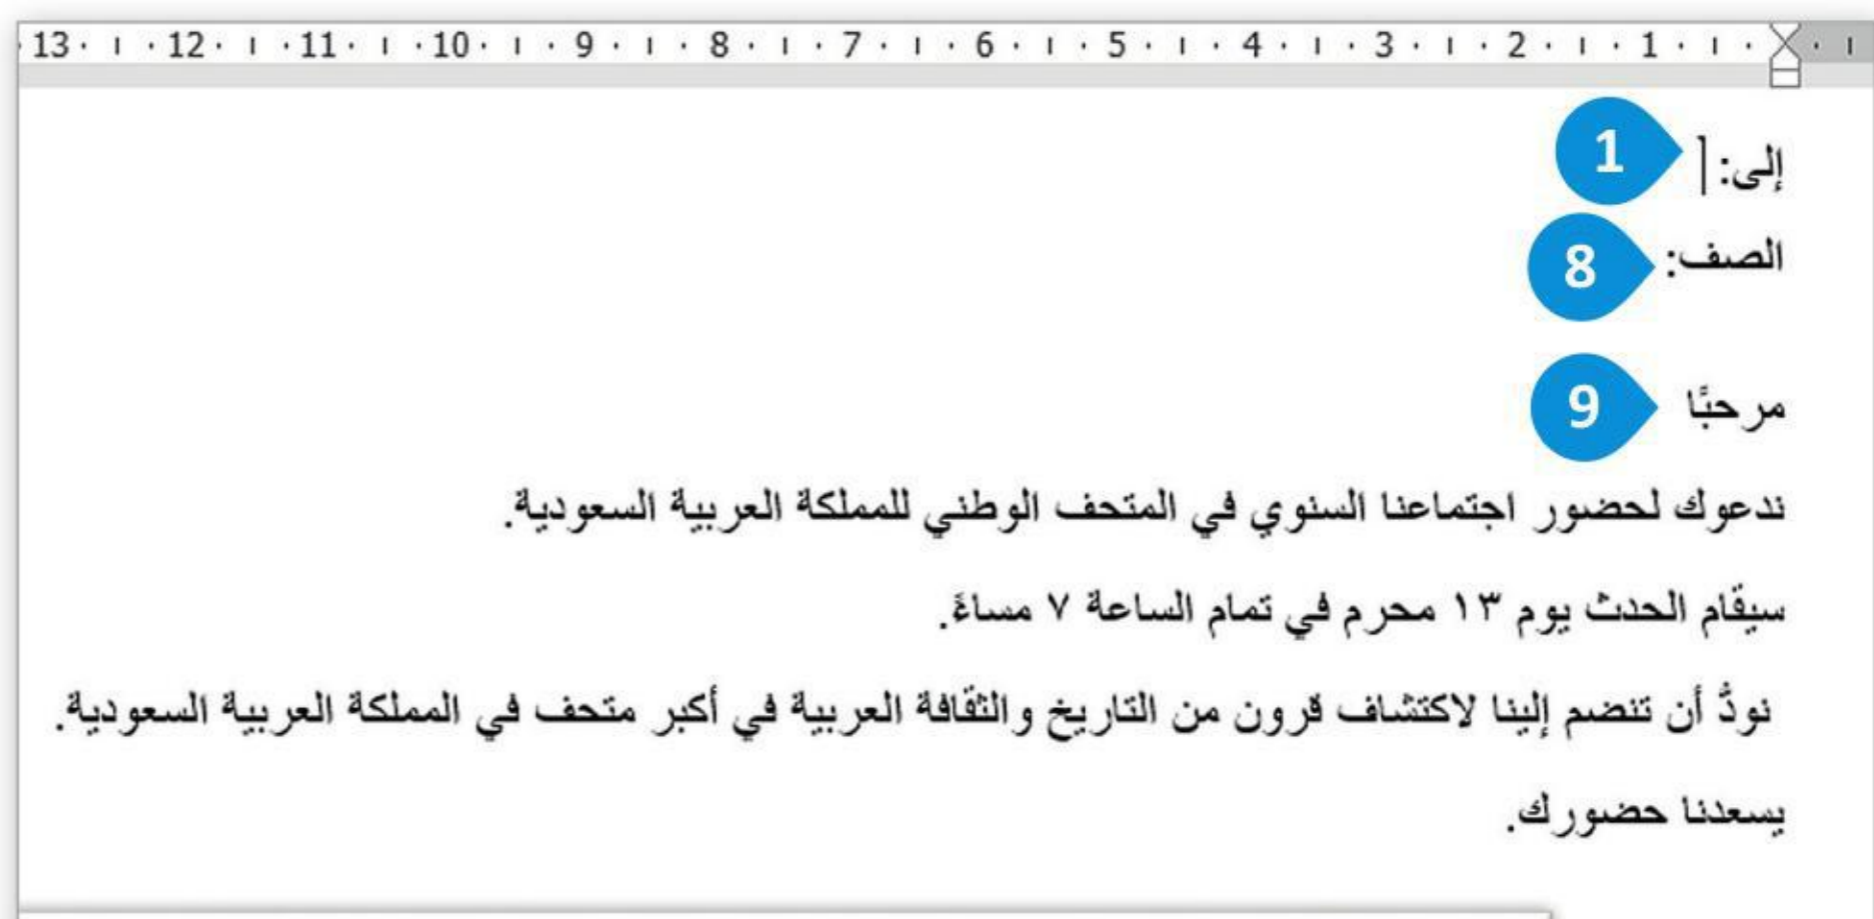 13 · ı · 12 · ı · 11 · ı · 10 · ı · 9 · ı · 8 · ı · 7 · ı · 6 · ı · 5 · ı · 4 · ı · 3 · ı · 2 · ı · 1 · ı · · ı
إلى: 1
الصف: 8
مرحبًا 9
ندعوك لحضور اجتماعنا السنوي في المتحف الوطني للمملكة العربية السعودية.
سيقام الحدث يوم ١٣ محرم في تمام الساعة ٧ مساءً.
نودُّ أن تنضم إلينا لاكتشاف قرون من التاريخ والثقافة العربية في أكبر متحف في المملكة العربية السعودية.
يسعدنا حضورك.